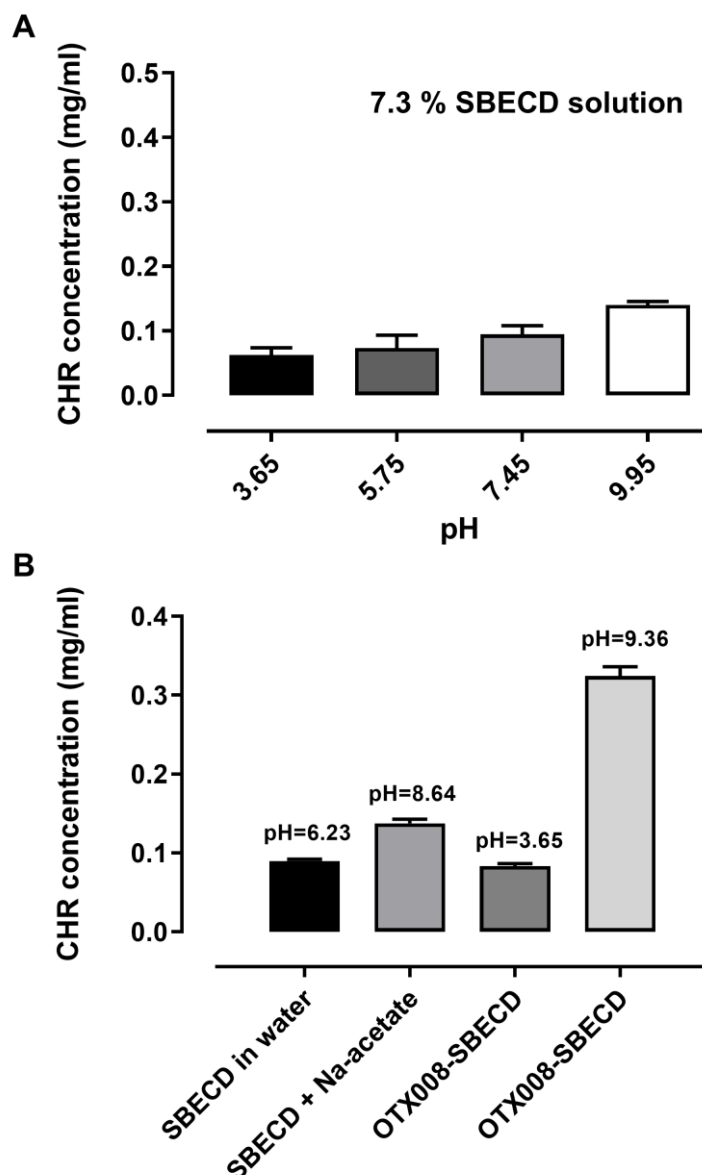 A
CHR concentration (mg/ml)
0.5
0.4
0.3
0.2
0.1
0.0
7.3 % SBECD solution
3.65
5.75
7.45
9.95
pH
B
CHR concentration (mg/ml)
0.4
0.3
0.2
0.1
0.0
pH=6.23
pH=8.64
pH=3.65
pH=9.36
SBECD in water
SBECD + Na-acetate
OTX008-SBECD
OTX008-SBECD